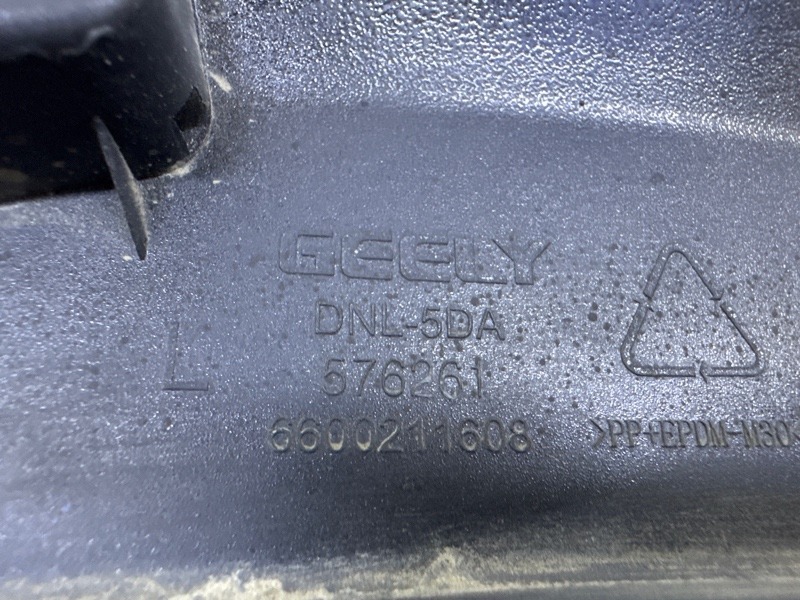 GEELY
DNL-5DA
L
576261
6600211608
>PP+EPDM-M30<